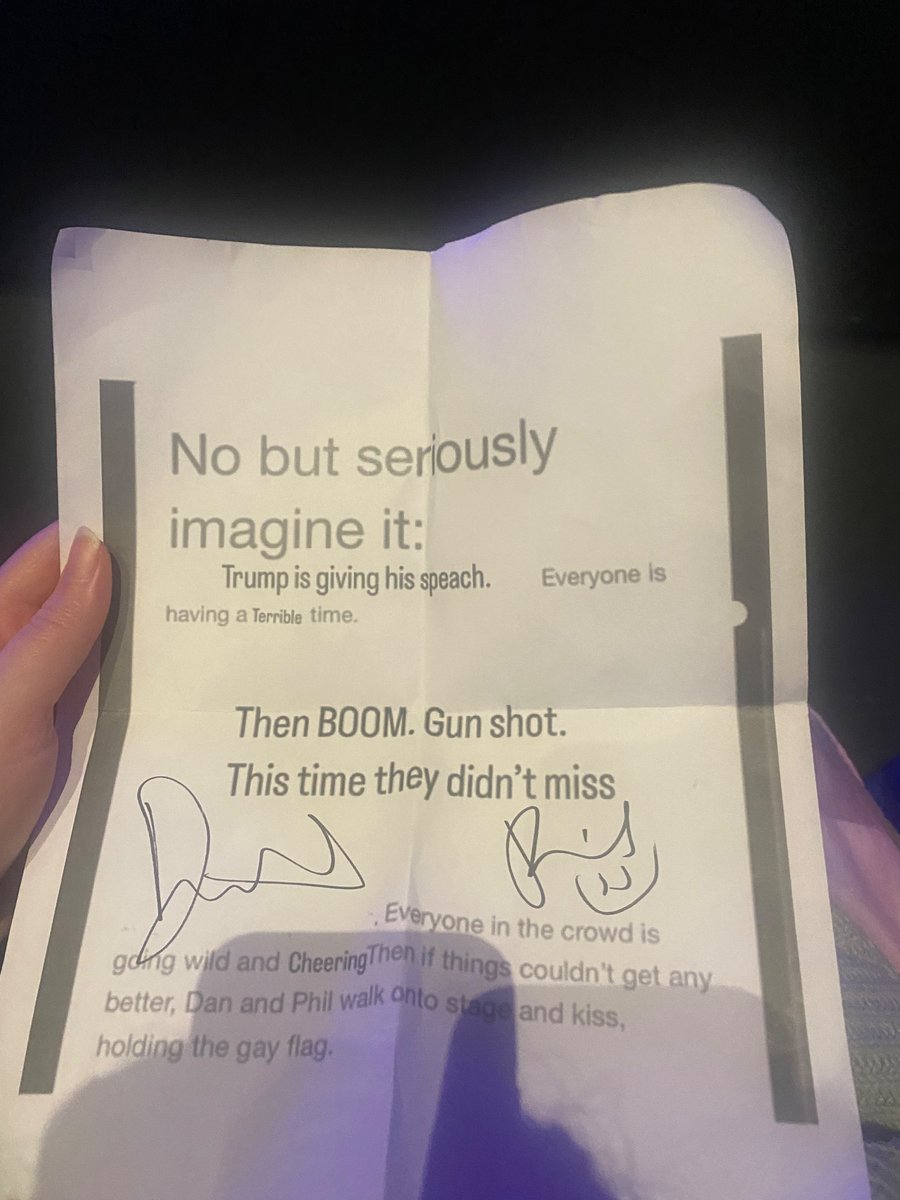 No but seriously
imagine it:
Trump is giving his speach. Everyone is
having a Terrible time.
Then BOOM. Gun shot.
This time they didn't miss
. Everyone in the crowd is
going wild and CheeringThen if things couldn't get any
better, Dan and Phil walk onto stage and kiss,
holding the gay flag.